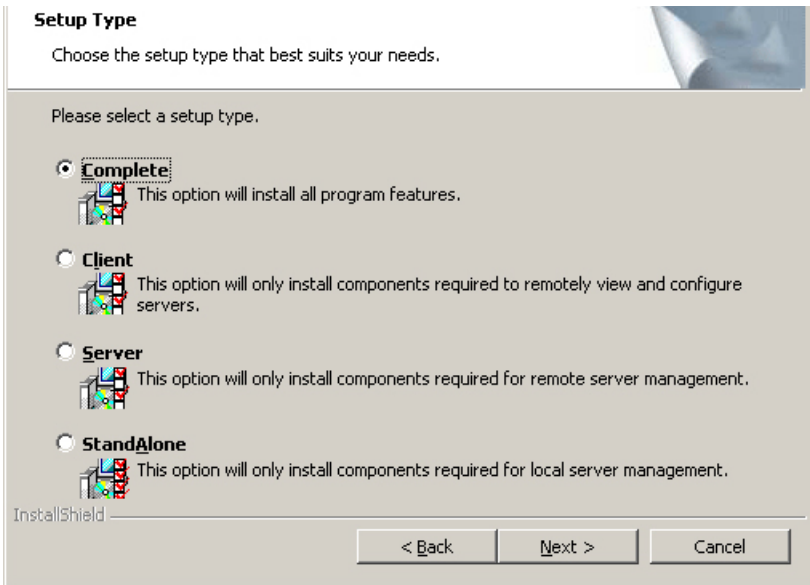 Setup Type
Choose the setup type that best suits your needs.
Please select a setup type.
Complete
This option will install all program features.
Client
This option will only install components required to remotely view and configure
servers.
Server
This option will only install components required for remote server management.
StandAlone
This option will only install components required for local server management.
InstallShield
< Back Next > Cancel